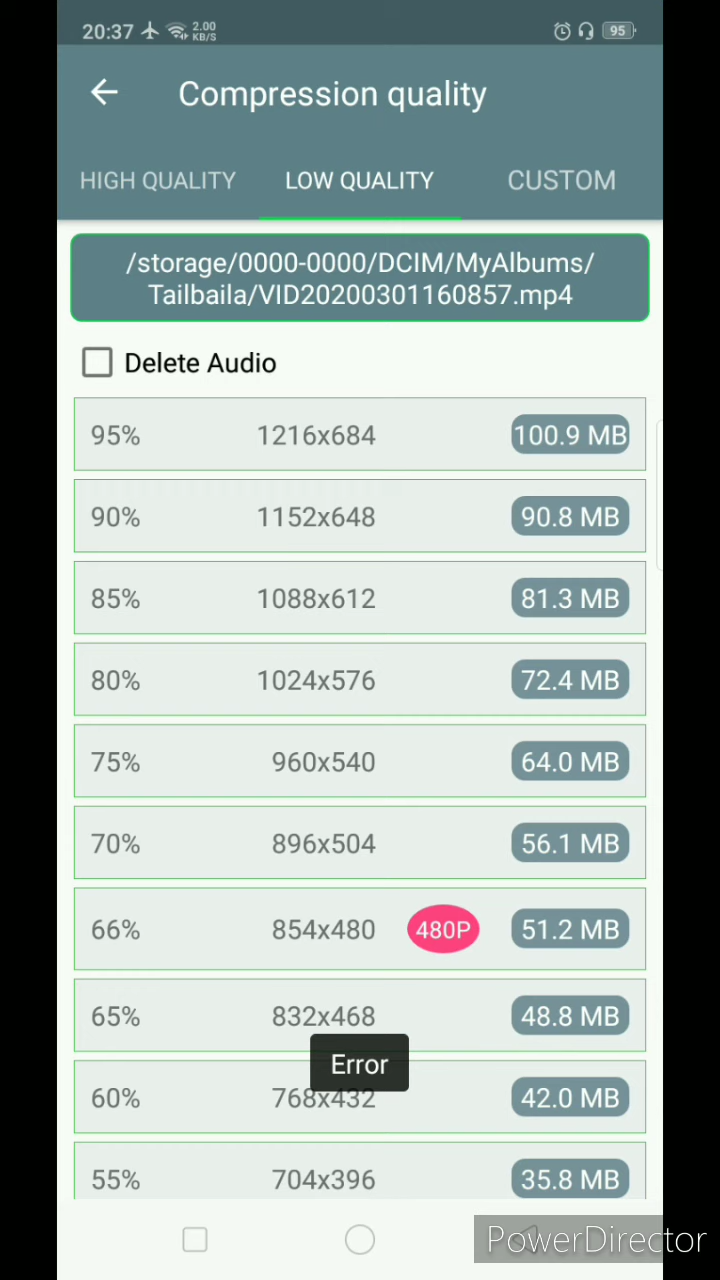 20:37 2.00 KB/S 95
Compression quality
HIGH QUALITY LOW QUALITY CUSTOM
/storage/0000-0000/DCIM/MyAlbums/
Tailbaila/VID20200301160857.mp4
Delete Audio
95% 1216x684 100.9 MB
90% 1152x648 90.8 MB
85% 1088x612 81.3 MB
80% 1024x576 72.4 MB
75% 960x540 64.0 MB
70% 896x504 56.1 MB
66% 854x480 480P 51.2 MB
65% 832x468 48.8 MB
Error
60% 768x432 42.0 MB
55% 704x396 35.8 MB
PowerDirector